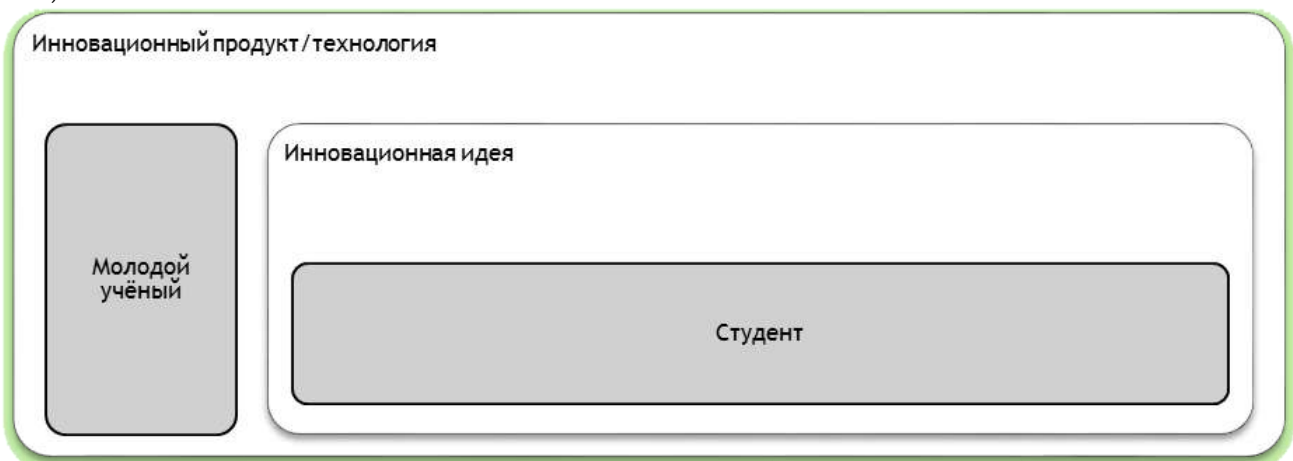 Инновационный продукт/технология
Инновационная идея
Молодой
учёный
Студент